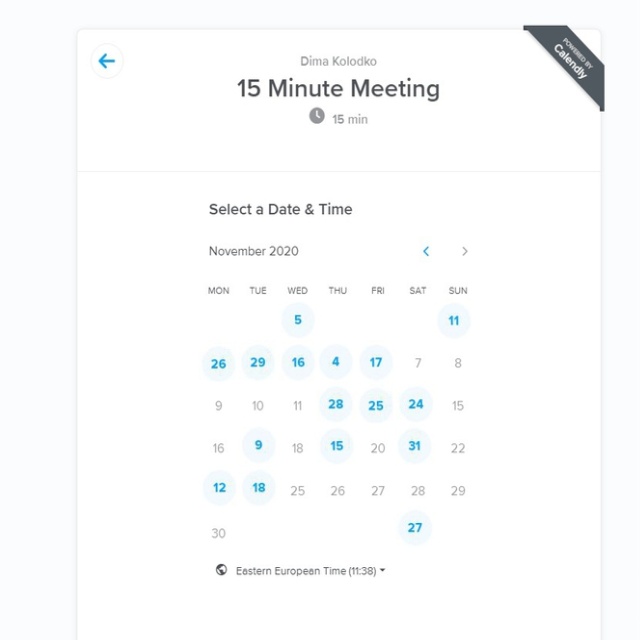 POWERED BY
Calendly
Dima Kolodko
15 Minute Meeting
15 min
Select a Date & Time
November 2020
MON TUE WED THU FRI SAT SUN
5 11
26 29 16 4 17 7 8
9 10 11 28 25 24 15
16 9 18 15 20 31 22
12 18 25 26 27 28 29
30 27
Eastern European Time (11:38)